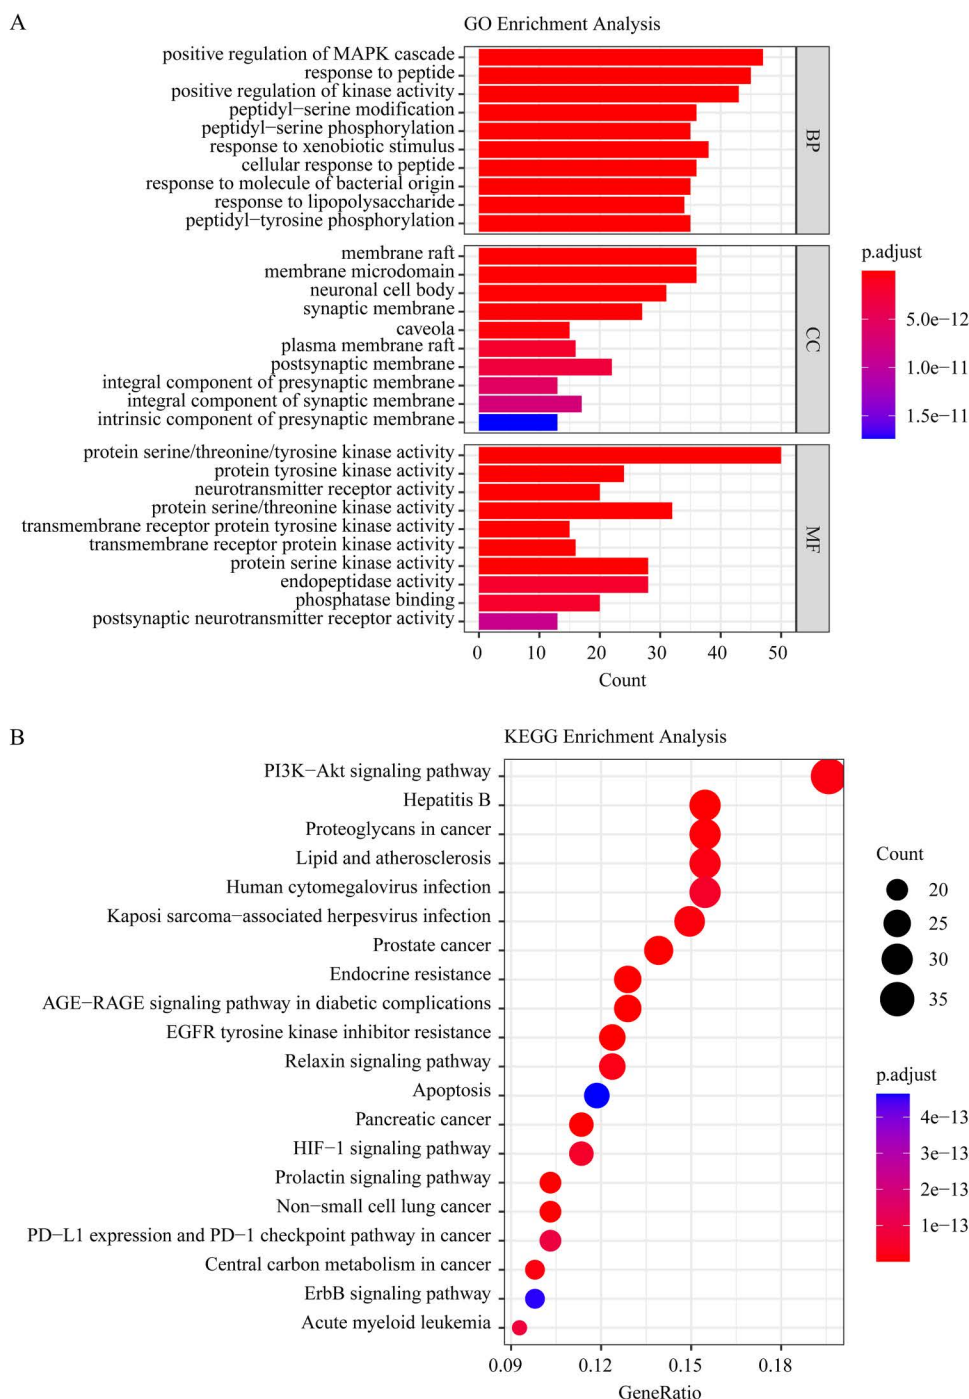 A
GO Enrichment Analysis
positive regulation of MAPK cascade
response to peptide
positive regulation of kinase activity
peptidyl−serine modification
peptidyl−serine phosphorylation
response to xenobiotic stimulus
cellular response to peptide
response to molecule of bacterial origin
response to lipopolysaccharide
peptidyl−tyrosine phosphorylation
BP
membrane raft
membrane microdomain
neuronal cell body
synaptic membrane
caveola
plasma membrane raft
postsynaptic membrane
integral component of presynaptic membrane
integral component of synaptic membrane
intrinsic component of presynaptic membrane
CC
protein serine/threonine/tyrosine kinase activity
protein tyrosine kinase activity
neurotransmitter receptor activity
protein serine/threonine kinase activity
transmembrane receptor protein tyrosine kinase activity
transmembrane receptor protein kinase activity
protein serine kinase activity
endopeptidase activity
phosphatase binding
postsynaptic neurotransmitter receptor activity
MF
0 10 20 30 40 50
Count
p.adjust
5.0e−12
1.0e−11
1.5e−11
B
KEGG Enrichment Analysis
PI3K−Akt signaling pathway
Hepatitis B
Proteoglycans in cancer
Lipid and atherosclerosis
Human cytomegalovirus infection
Kaposi sarcoma−associated herpesvirus infection
Prostate cancer
Endocrine resistance
AGE−RAGE signaling pathway in diabetic complications
EGFR tyrosine kinase inhibitor resistance
Relaxin signaling pathway
Apoptosis
Pancreatic cancer
HIF−1 signaling pathway
Prolactin signaling pathway
Non−small cell lung cancer
PD−L1 expression and PD−1 checkpoint pathway in cancer
Central carbon metabolism in cancer
ErbB signaling pathway
Acute myeloid leukemia
0.09 0.12 0.15 0.18
GeneRatio
Count
20
25
30
35
p.adjust
4e−13
3e−13
2e−13
1e−13